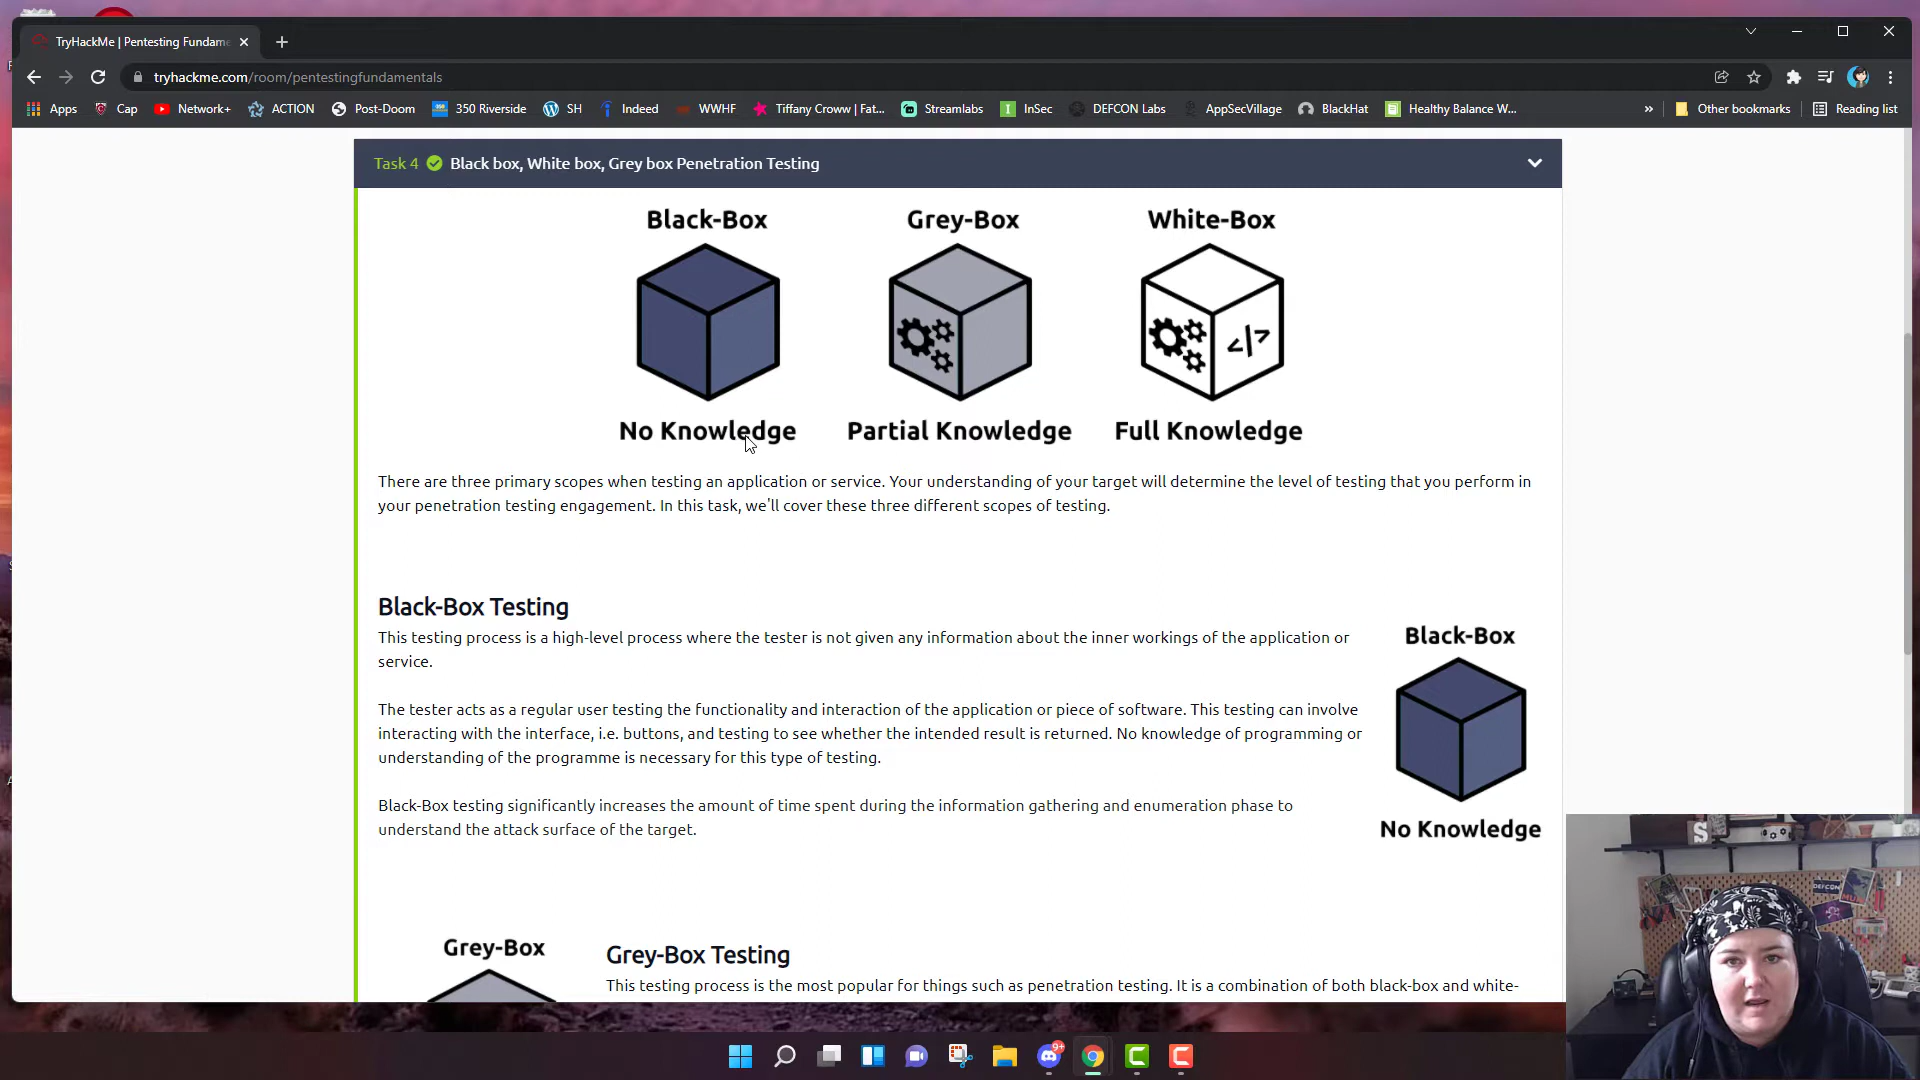 TryHackMe | Pentesting Fundame
tryhackme.com/room/pentestingfundamentals
Apps
Cap
Network+
ACTION
Post-Doom
350 Riverside
SH
Indeed
WWHF
Tiffany Croww | Fat...
Streamlabs
InSec
DEFCON Labs
AppSecVillage
BlackHat
Healthy Balance W...
»
Other bookmarks
Reading list
Task 4 Black box, White box, Grey box Penetration Testing
Black-Box
Grey-Box
White-Box
</>
No Knowledge
Partial Knowledge
Full Knowledge
There are three primary scopes when testing an application or service. Your understanding of your target will determine the level of testing that you perform in
your penetration testing engagement. In this task, we'll cover these three different scopes of testing.
Black-Box Testing
This testing process is a high-level process where the tester is not given any information about the inner workings of the application or
service.
The tester acts as a regular user testing the functionality and interaction of the application or piece of software. This testing can involve
interacting with the interface, i.e. buttons, and testing to see whether the intended result is returned. No knowledge of programming or
understanding of the programme is necessary for this type of testing.
Black-Box testing significantly increases the amount of time spent during the information gathering and enumeration phase to
understand the attack surface of the target.
Black-Box
No Knowledge
Grey-Box
Grey-Box Testing
This testing process is the most popular for things such as penetration testing. It is a combination of both black-box and white-
S
DEFCON
9+